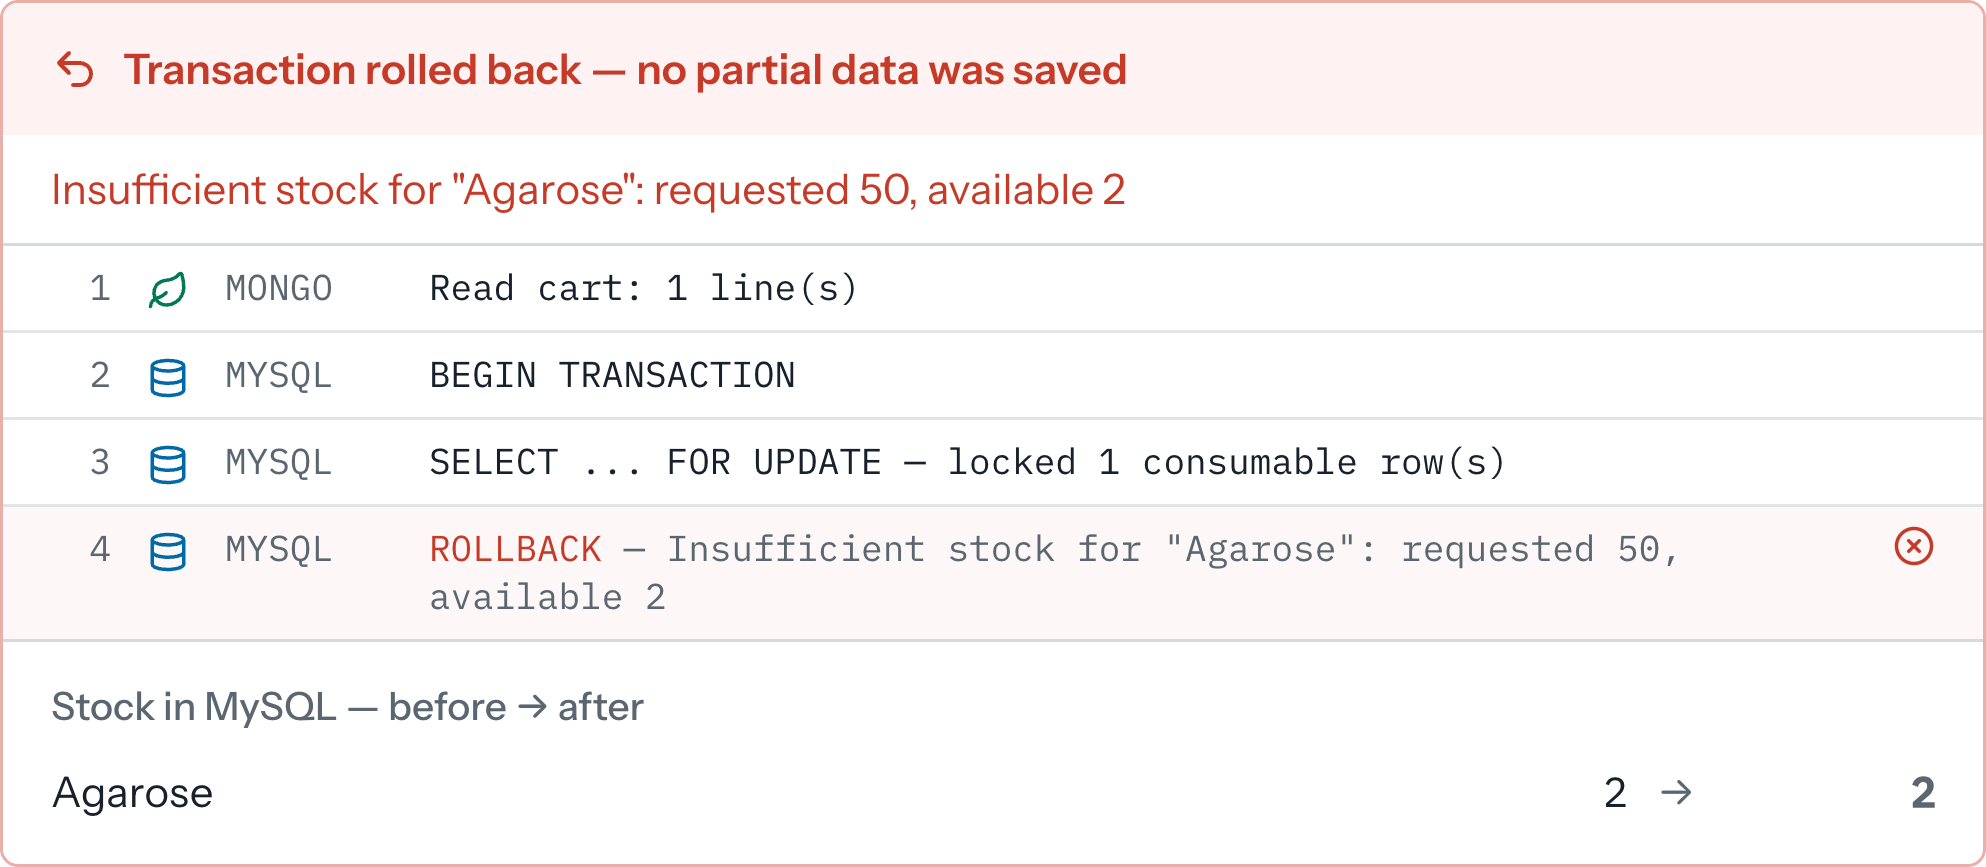 Transaction rolled back — no partial data was saved
Insufficient stock for "Agarose": requested 50, available 2
1 MONGO Read cart: 1 line(s)
2 MYSQL BEGIN TRANSACTION
3 MYSQL SELECT ... FOR UPDATE — locked 1 consumable row(s)
4 MYSQL ROLLBACK — Insufficient stock for "Agarose": requested 50,
available 2
Stock in MySQL — before → after
Agarose 2 → 2